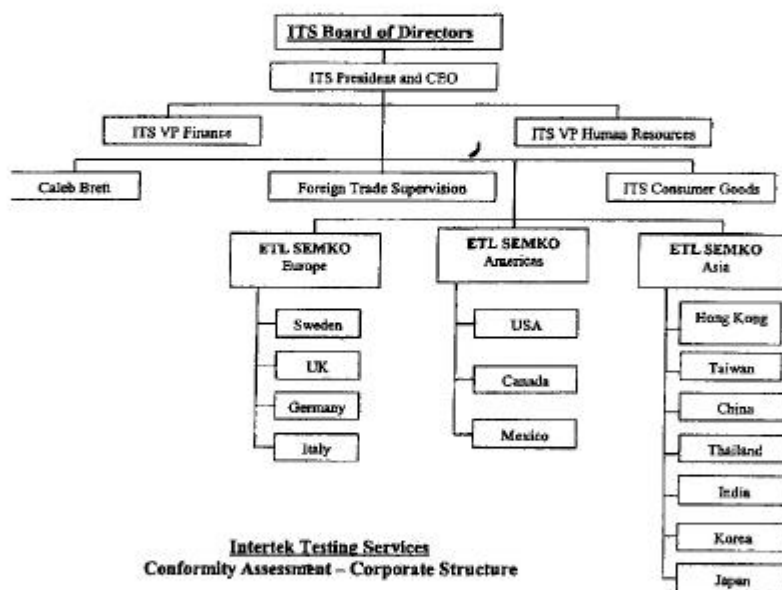 ITS Board of Directors
ITS President and CEO
ITS VP Finance
ITS VP Human Resources
Caleb Brett
Foreign Trade Supervision
ITS Consumer Goods
ETL SEMKO
Europe
ETL SEMKO
Americas
ETL SEMKO
Asia
Sweden
UK
Germany
Italy
USA
Canada
Mexico
Hong Kong
Taiwan
China
Thailand
India
Korea
Japan
Intertek Testing Services
Conformity Assessment – Corporate Structure